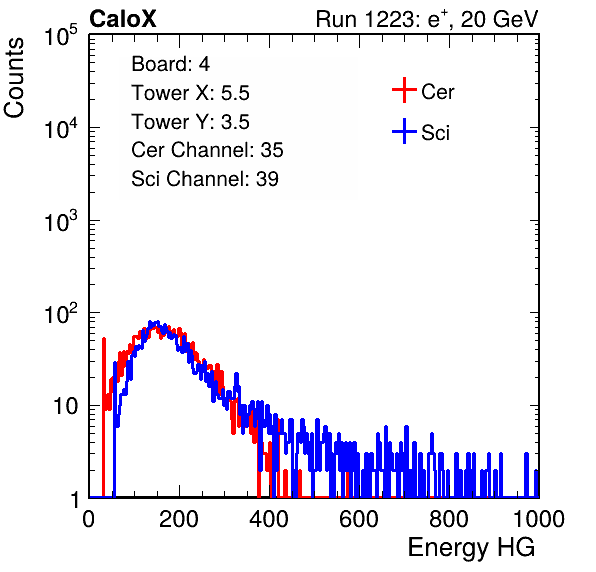 CaloX Run 1223: e⁺, 20 GeV
Counts
Board: 4
Tower X: 5.5
Tower Y: 3.5
Cer Channel: 35
Sci Channel: 39
Cer
Sci
10⁵
10⁴
10³
10²
10
1
0 200 400 600 800 1000
Energy HG